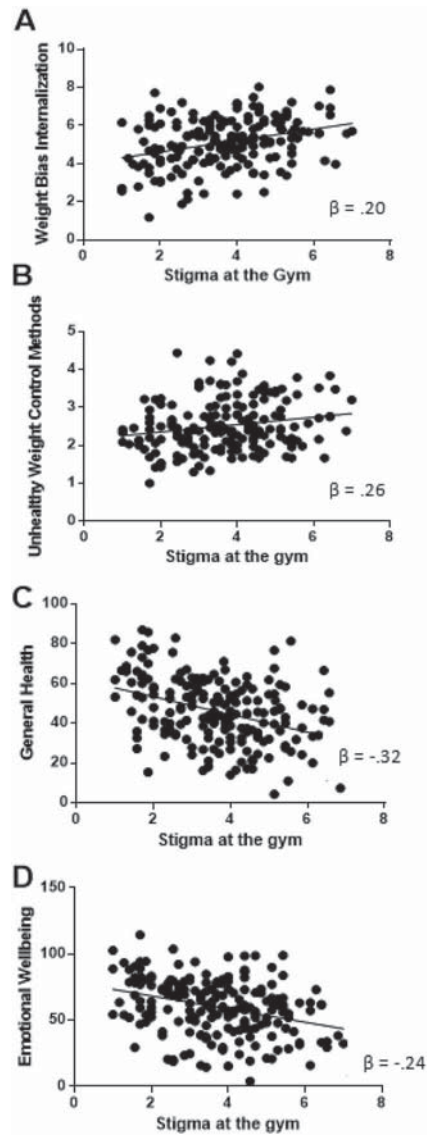 A
Weight Bias Internalization
10
8
6
4
2
0
0 2 4 6 8
Stigma at the Gym
β = .20
B
Unhealthy Weight Control Methods
5
4
3
2
1
0
0 2 4 6 8
Stigma at the gym
β = .26
C
General Health
100
80
60
40
20
0
0 2 4 6 8
Stigma at the gym
β = -.32
D
Emotional Wellbeing
150
100
50
0
0 2 4 6 8
Stigma at the gym
β = -.24